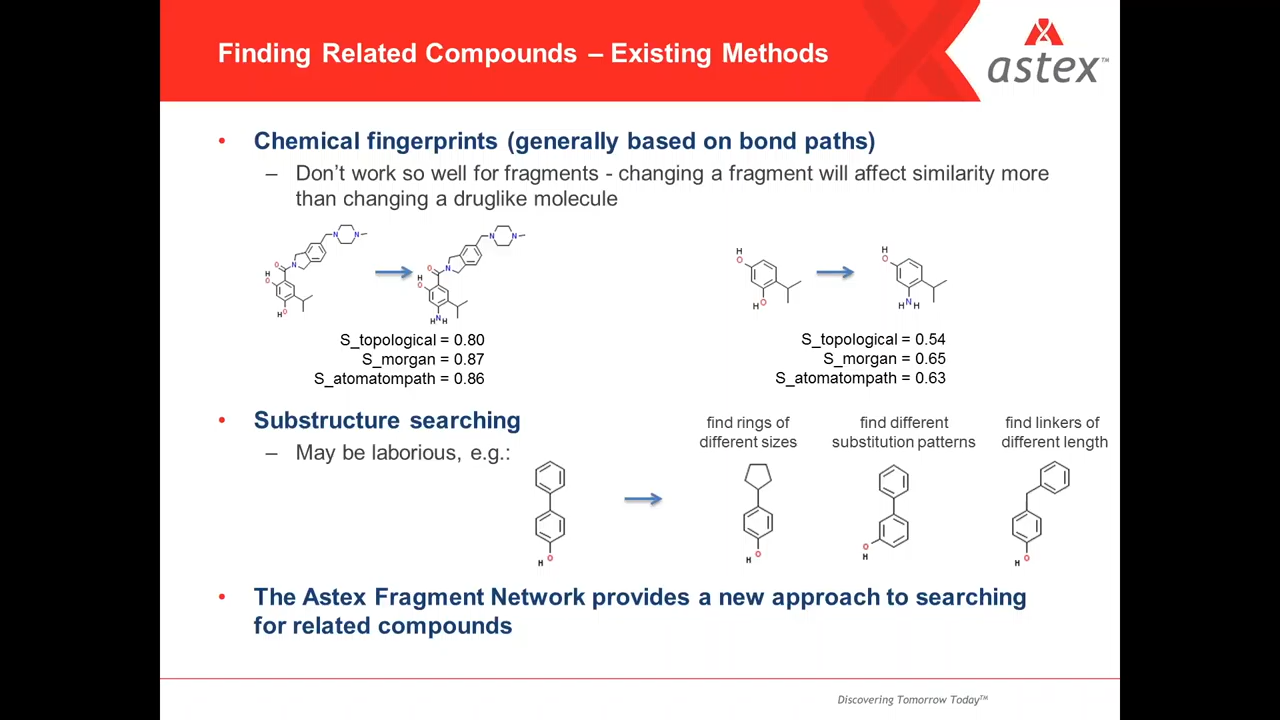 Finding Related Compounds – Existing Methods
astex™
• Chemical fingerprints (generally based on bond paths)
– Don't work so well for fragments - changing a fragment will affect similarity more
than changing a druglike molecule
S_topological = 0.80
S_morgan = 0.87
S_atomatompath = 0.86
S_topological = 0.54
S_morgan = 0.65
S_atomatompath = 0.63
• Substructure searching
– May be laborious, e.g.:
find rings of
different sizes
find different
substitution patterns
find linkers of
different length
• The Astex Fragment Network provides a new approach to searching
for related compounds
Discovering Tomorrow Today™